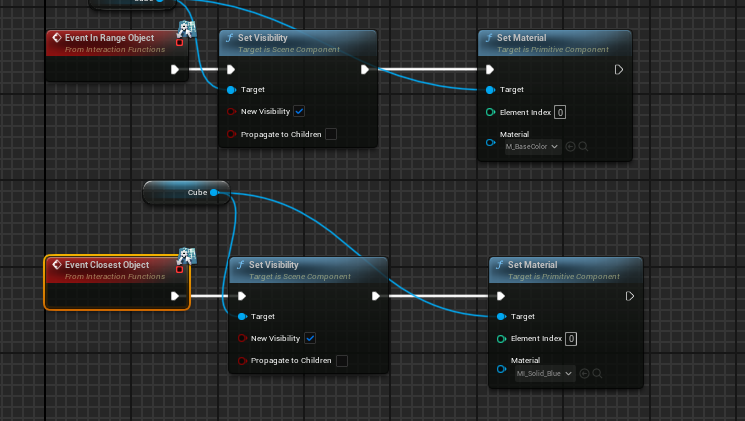 Cube
Event In Range Object
From Interaction Functions
Set Visibility
Target is Scene Component
Target
New Visibility
Propagate to Children
Set Material
Target is Primitive Component
Target
Element Index 0
Material
M_BaseColor
Cube
Event Closest Object
From Interaction Functions
Set Visibility
Target is Scene Component
Target
New Visibility
Propagate to Children
Set Material
Target is Primitive Component
Target
Element Index 0
Material
MI_Solid_Blue